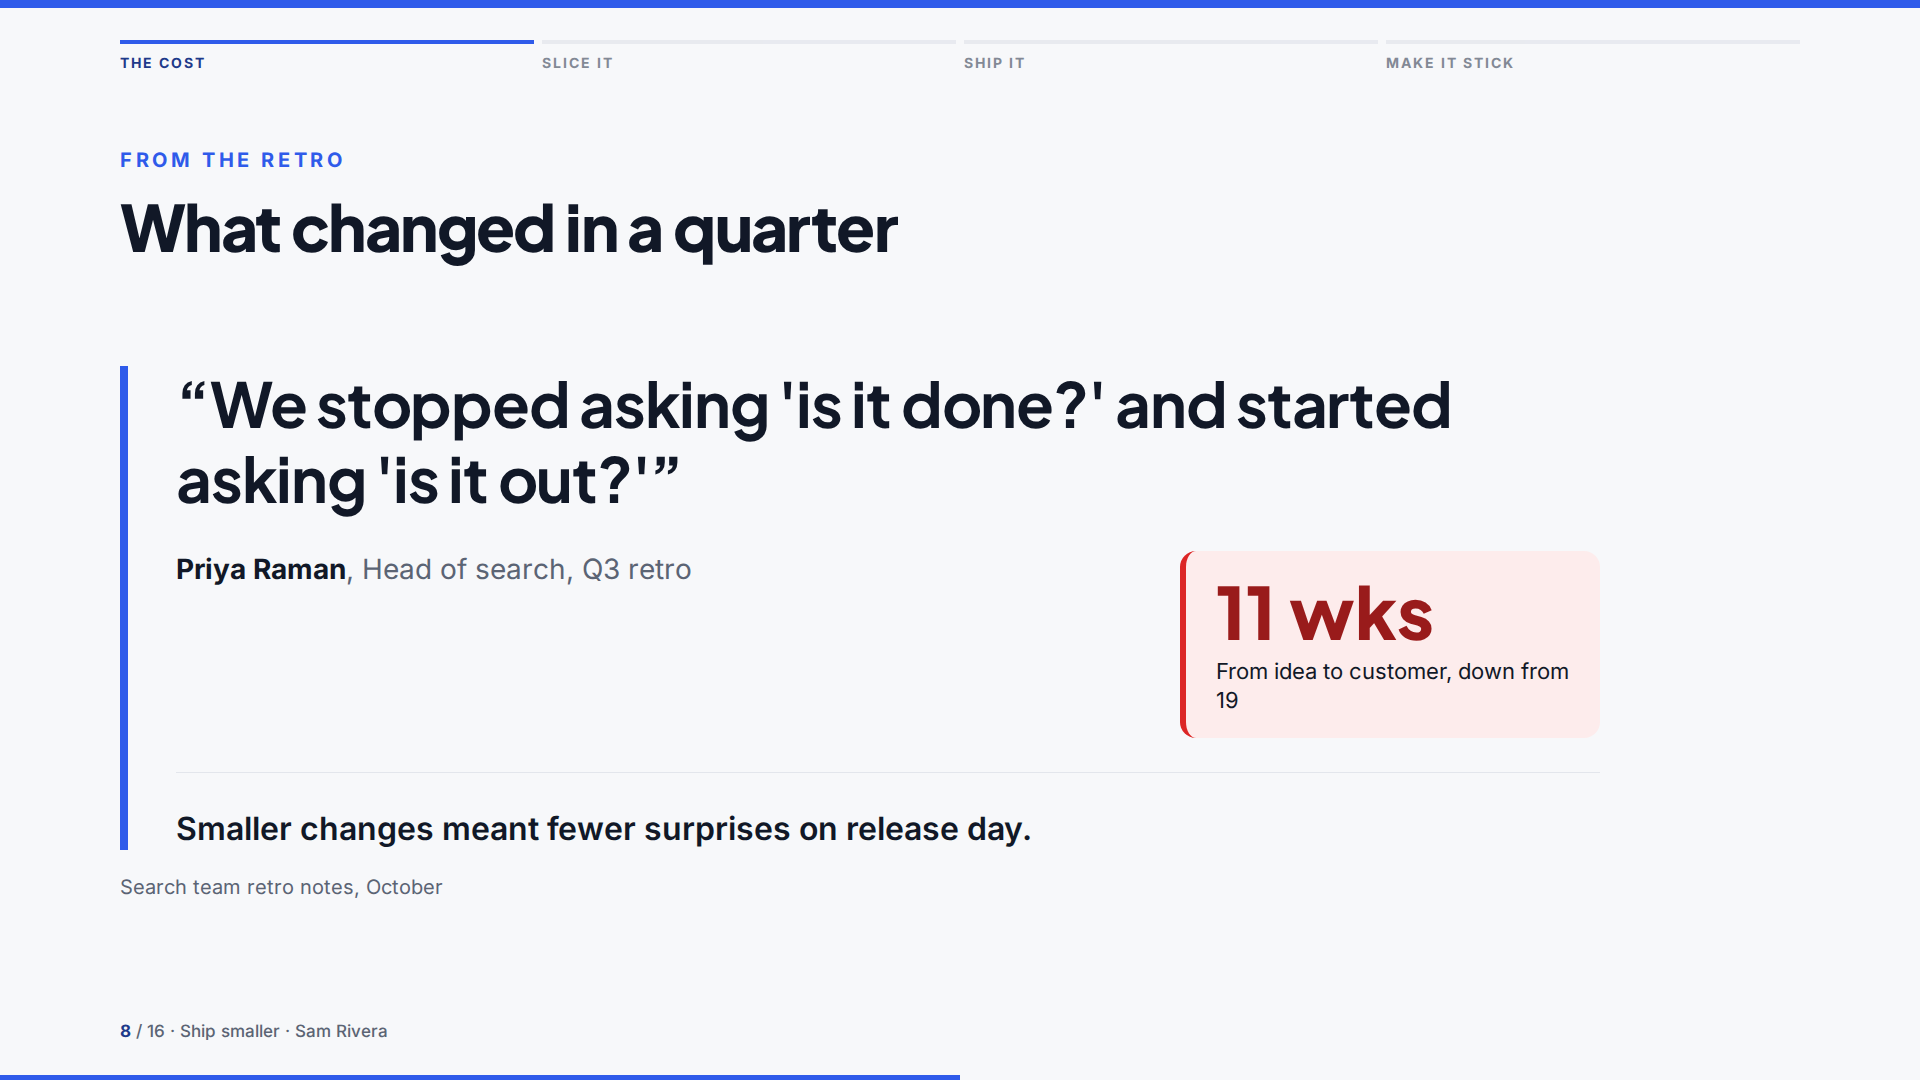 THE COST
SLICE IT
SHIP IT
MAKE IT STICK
FROM THE RETRO
What changed in a quarter
“We stopped asking 'is it done?' and started
asking 'is it out?'”
Priya Raman, Head of search, Q3 retro
11 wks
From idea to customer, down from
19
Smaller changes meant fewer surprises on release day.
Search team retro notes, October
8 / 16 · Ship smaller · Sam Rivera